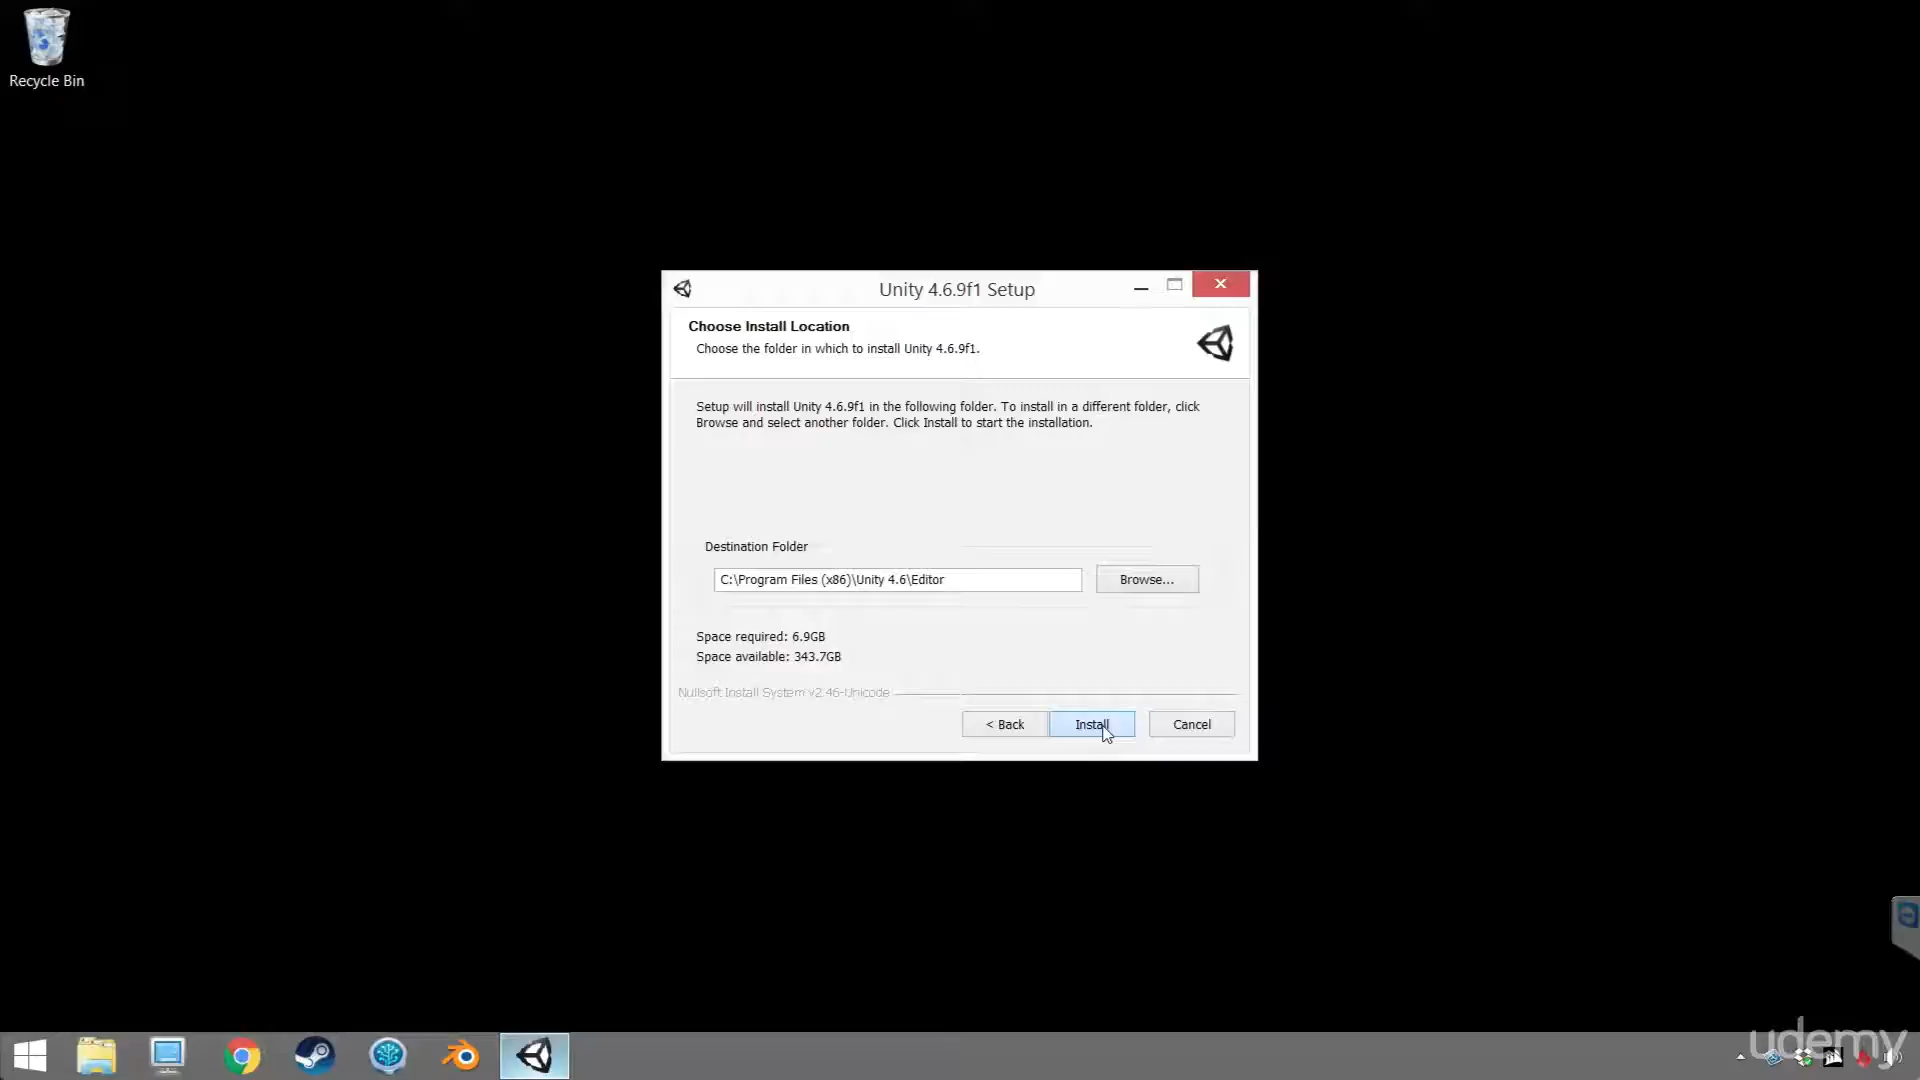 Recycle Bin
Unity 4.6.9f1 Setup
Choose Install Location
Choose the folder in which to install Unity 4.6.9f1.
Setup will install Unity 4.6.9f1 in the following folder. To install in a different folder, click
Browse and select another folder. Click Install to start the installation.
Destination Folder
C:\Program Files (x86)\Unity 4.6\Editor
Browse...
Space required: 6.9GB
Space available: 343.7GB
Nullsoft Install System v2.46-Unicode
< Back
Install
Cancel
udemy